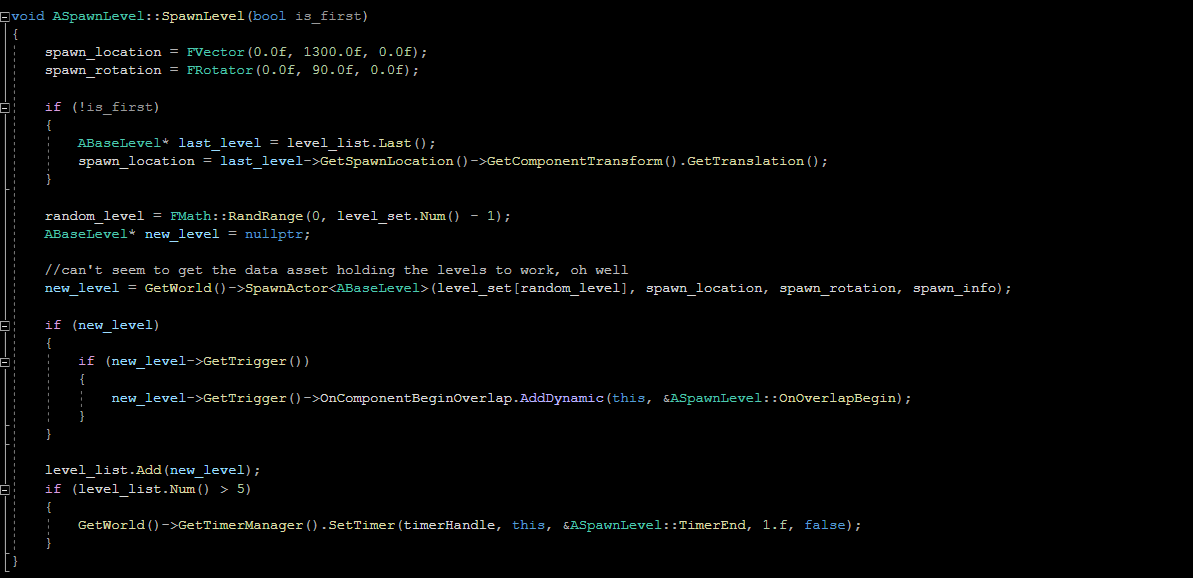 void ASpawnLevel::SpawnLevel(bool is_first)
{
    spawn_location = FVector(0.0f, 1300.0f, 0.0f);
    spawn_rotation = FRotator(0.0f, 90.0f, 0.0f);

    if (!is_first)
    {
        ABaseLevel* last_level = level_list.Last();
        spawn_location = last_level->GetSpawnLocation()->GetComponentTransform().GetTranslation();
    }

    random_level = FMath::RandRange(0, level_set.Num() - 1);
    ABaseLevel* new_level = nullptr;

    //can't seem to get the data asset holding the levels to work, oh well
    new_level = GetWorld()->SpawnActor<ABaseLevel>(level_set[random_level], spawn_location, spawn_rotation, spawn_info);

    if (new_level)
    {
        if (new_level->GetTrigger())
        {
            new_level->GetTrigger()->OnComponentBeginOverlap.AddDynamic(this, &ASpawnLevel::OnOverlapBegin);
        }
    }

    level_list.Add(new_level);
    if (level_list.Num() > 5)
    {
        GetWorld()->GetTimerManager().SetTimer(timerHandle, this, &ASpawnLevel::TimerEnd, 1.f, false);
    }
}